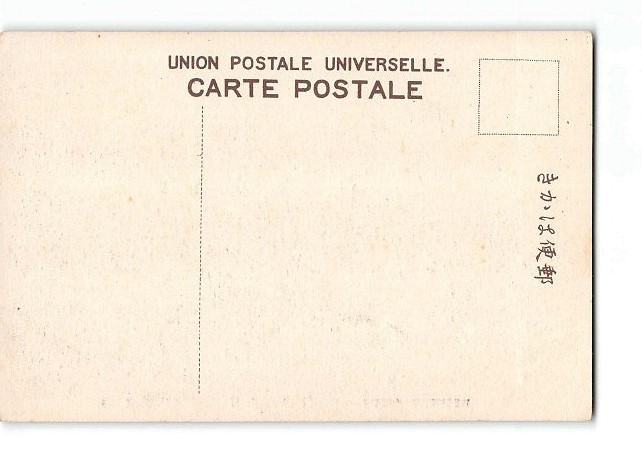 UNION POSTALE UNIVERSELLE.
CARTE POSTALE
きかは便郵